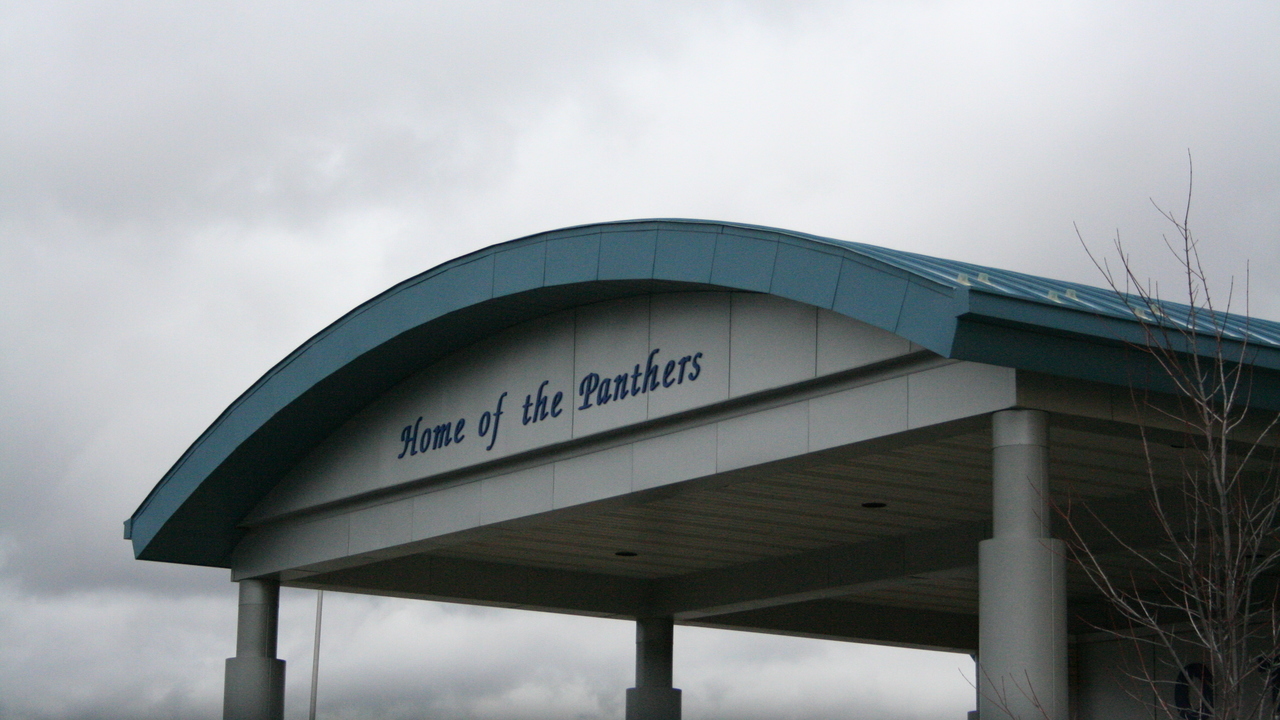 Home of the Panthers